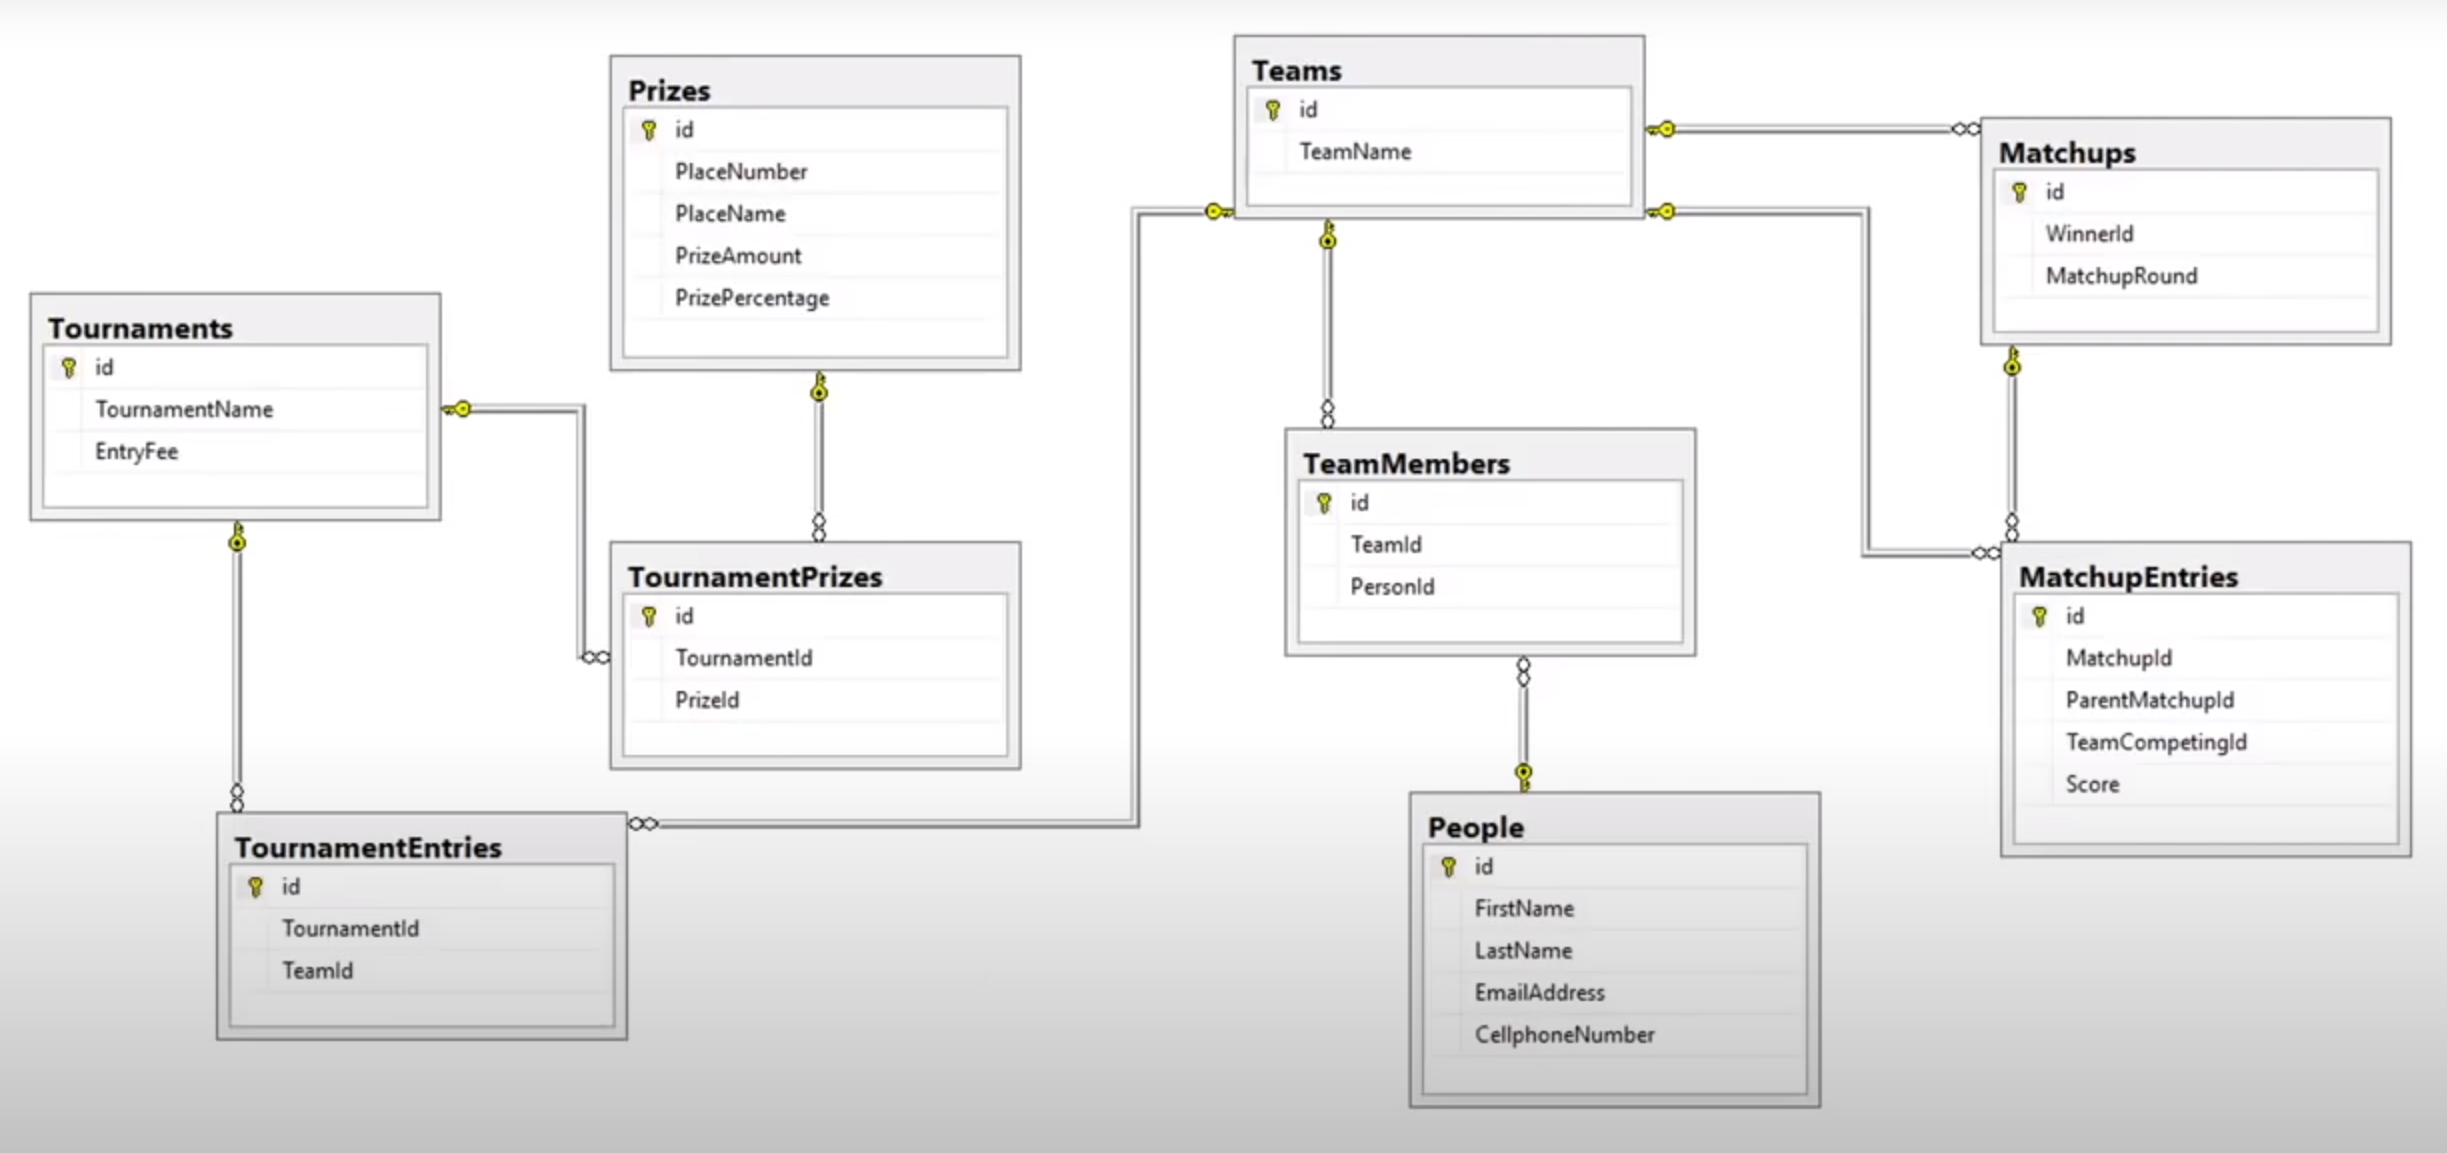 Prizes
id
PlaceNumber
PlaceName
PrizeAmount
PrizePercentage
Teams
id
TeamName
Matchups
id
WinnerId
MatchupRound
Tournaments
id
TournamentName
EntryFee
TeamMembers
id
TeamId
PersonId
TournamentPrizes
id
TournamentId
PrizeId
MatchupEntries
id
MatchupId
ParentMatchupId
TeamCompetingId
Score
TournamentEntries
id
TournamentId
TeamId
People
id
FirstName
LastName
EmailAddress
CellphoneNumber